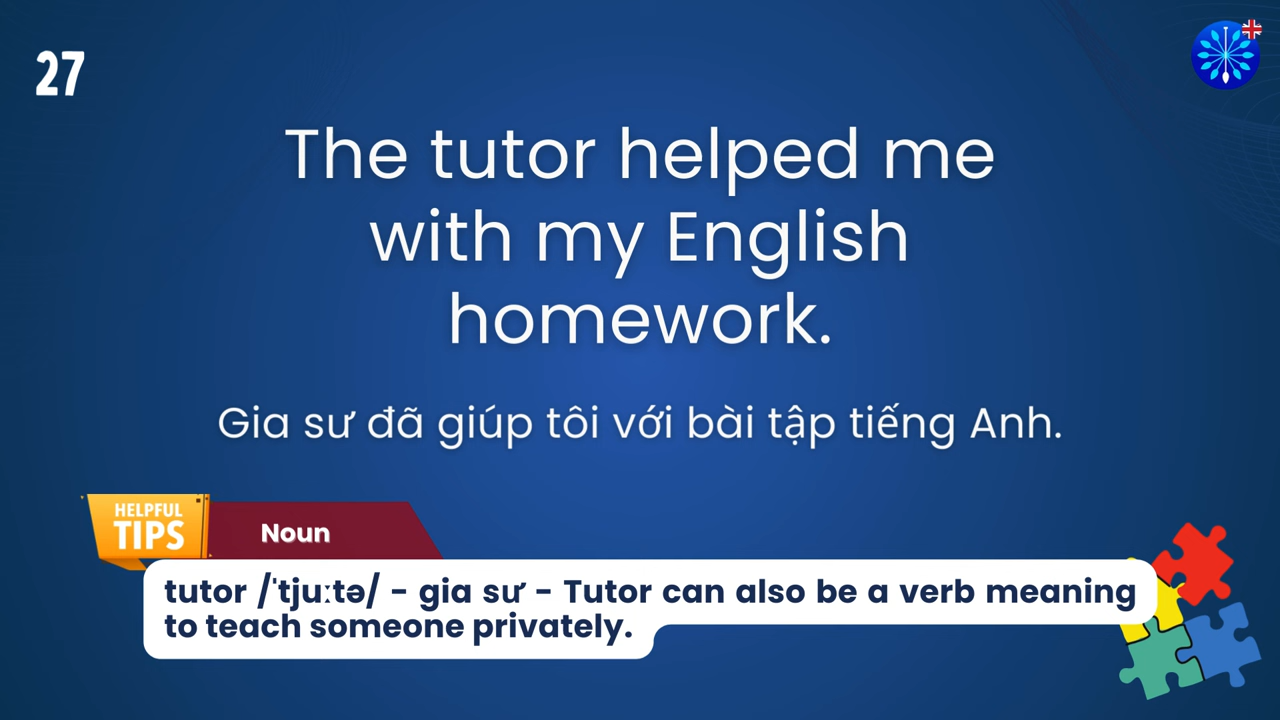 27
The tutor helped me
with my English
homework.
Gia sư đã giúp tôi với bài tập tiếng Anh.
HELPFUL
TIPS
Noun
tutor /ˈtjuːtə/ - gia sư - Tutor can also be a verb meaning
to teach someone privately.